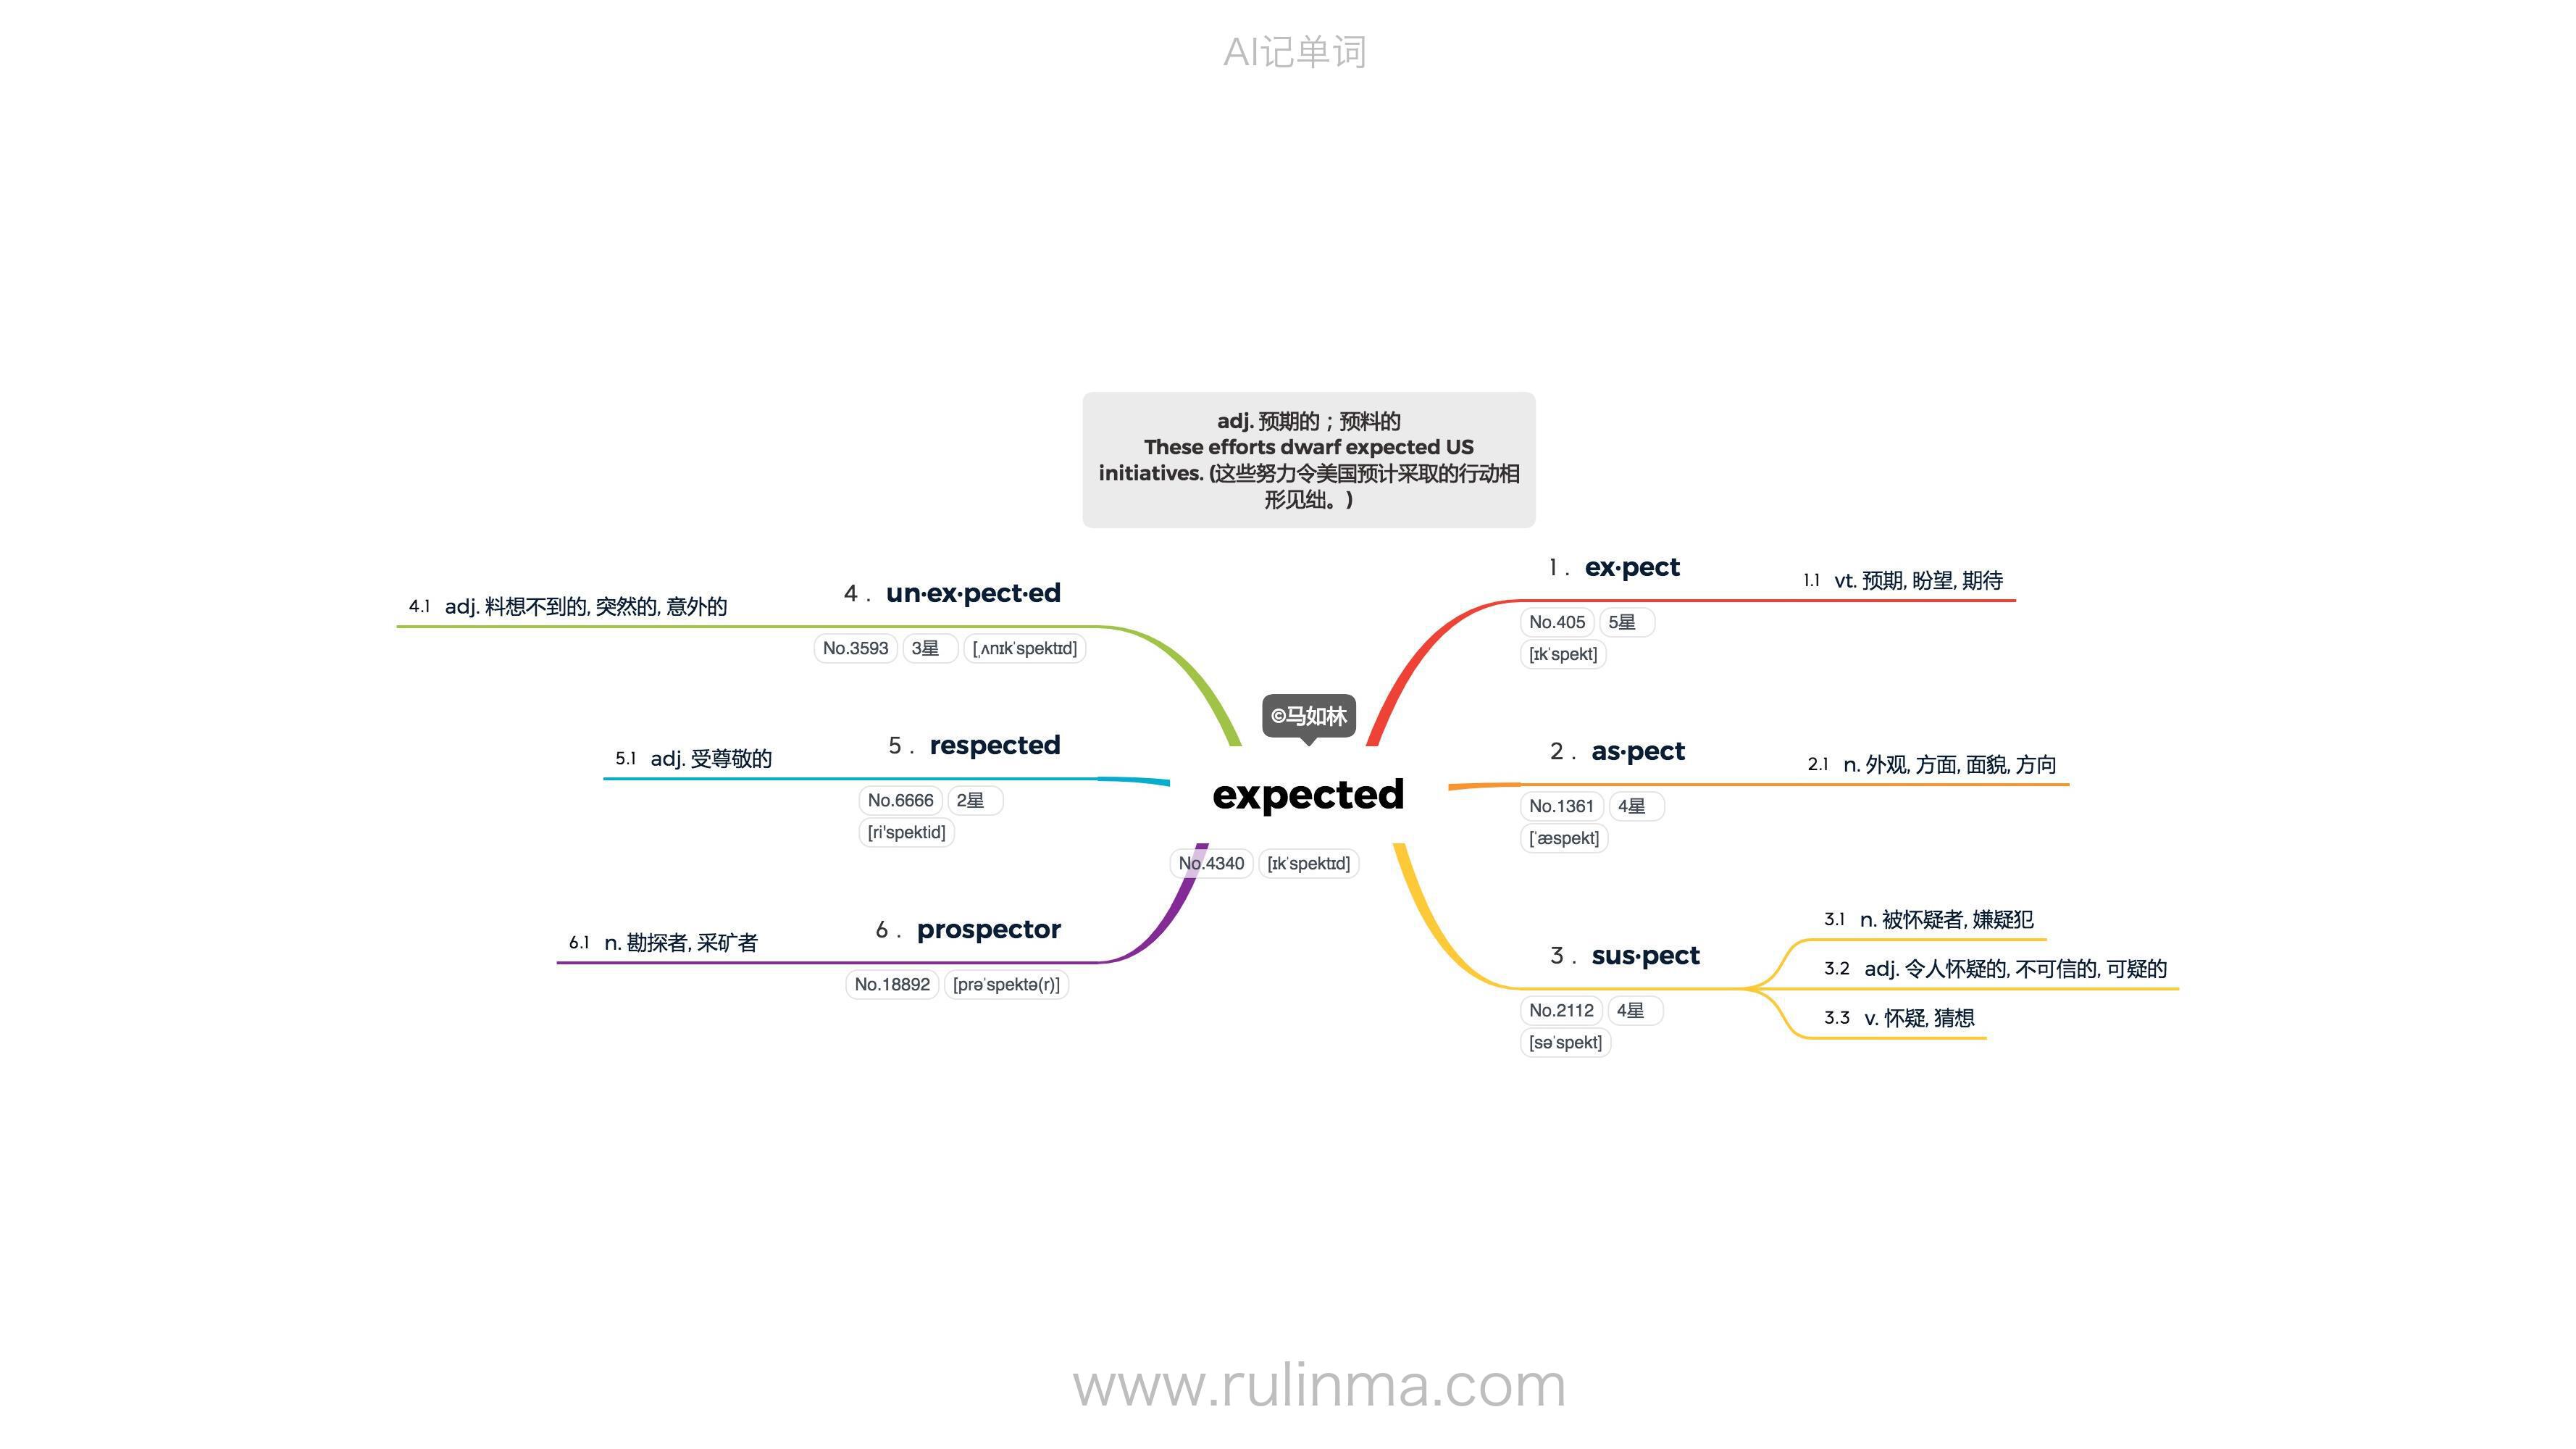 AI记单词
adj. 预期的；预料的
These efforts dwarf expected US
initiatives. (这些努力令美国预计采取的行动相
形见绌。)
©马如林
expected
No.4340 [ɪkˈspektɪd]
1. ex·pect
No.405 5星
[ɪkˈspekt]
1.1 vt. 预期, 盼望, 期待
2. as·pect
No.1361 4星
[ˈæspekt]
2.1 n. 外观, 方面, 面貌, 方向
3. sus·pect
No.2112 4星
[səˈspekt]
3.1 n. 被怀疑者, 嫌疑犯
3.2 adj. 令人怀疑的, 不可信的, 可疑的
3.3 v. 怀疑, 猜想
4. un·ex·pect·ed
No.3593 3星 [ˌʌnɪkˈspektɪd]
4.1 adj. 料想不到的, 突然的, 意外的
5. respected
No.6666 2星
[ri'spektid]
5.1 adj. 受尊敬的
6. prospector
No.18892 [prəˈspektə(r)]
6.1 n. 勘探者, 采矿者
www.rulinma.com